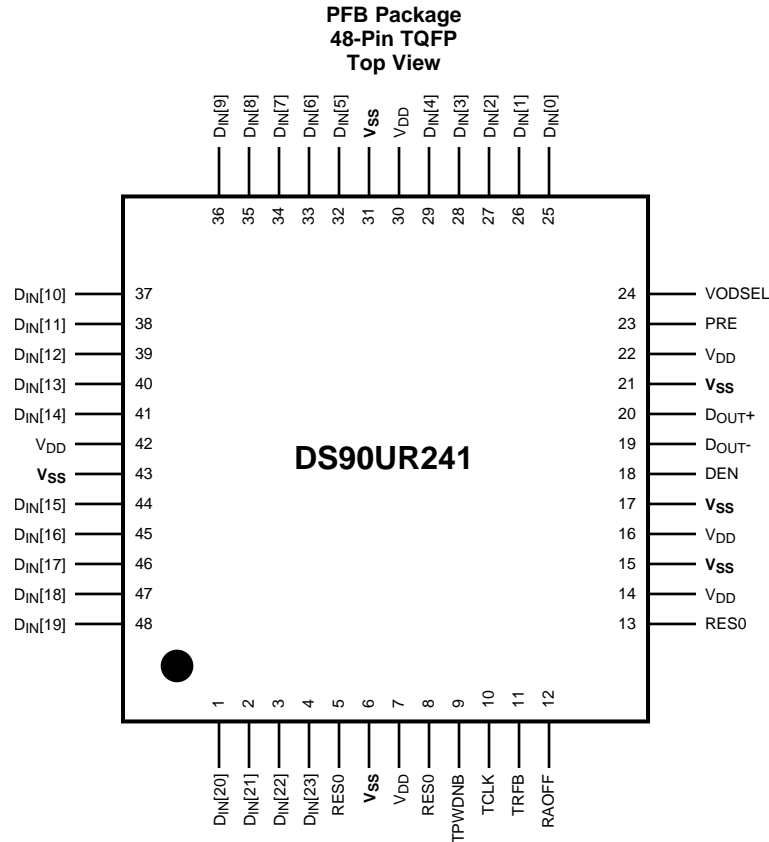 PFB Package
48-Pin TQFP
Top View
DIN[9]
DIN[8]
DIN[7]
DIN[6]
DIN[5]
VSS
VDD
DIN[4]
DIN[3]
DIN[2]
DIN[1]
DIN[0]
36
35
34
33
32
31
30
29
28
27
26
25
DIN[10] 37
DIN[11] 38
DIN[12] 39
DIN[13] 40
DIN[14] 41
VDD 42
VSS 43
DIN[15] 44
DIN[16] 45
DIN[17] 46
DIN[18] 47
DIN[19] 48
DS90UR241
24 VODSEL
23 PRE
22 VDD
21 VSS
20 DOUT+
19 DOUT-
18 DEN
17 VSS
16 VDD
15 VSS
14 VDD
13 RES0
1
2
3
4
5
6
7
8
9
10
11
12
DIN[20]
DIN[21]
DIN[22]
DIN[23]
RES0
VSS
VDD
RES0
TPWDNB
TCLK
TRFB
RAOFF